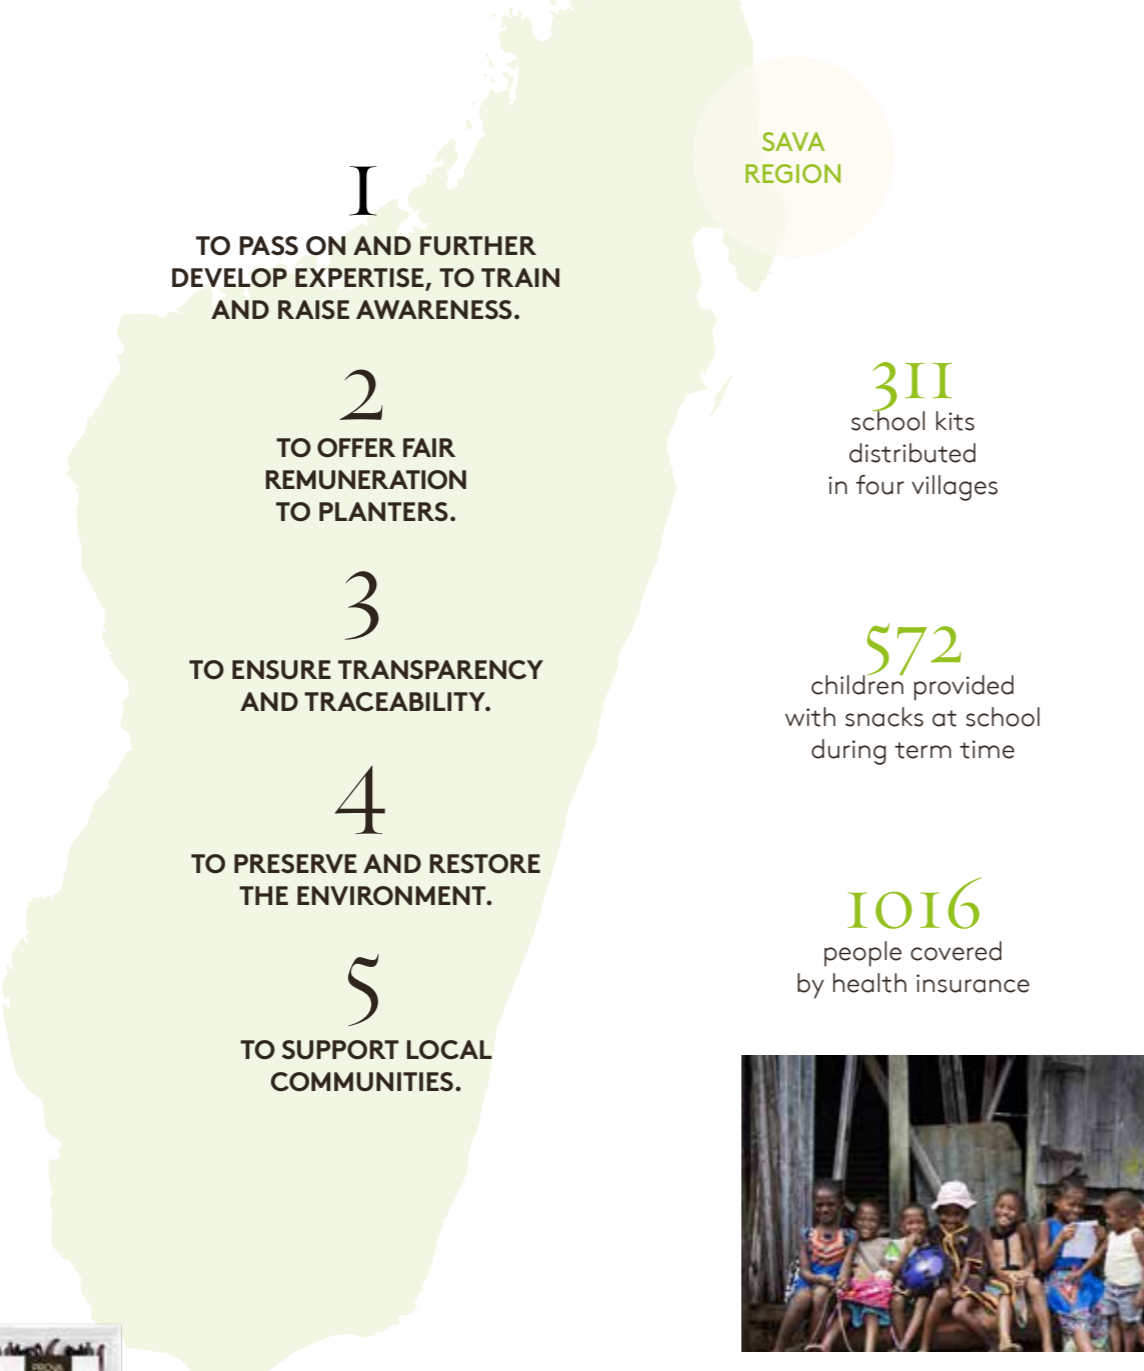 SAVA
REGION
1
TO PASS ON AND FURTHER
DEVELOP EXPERTISE, TO TRAIN
AND RAISE AWARENESS.
2
TO OFFER FAIR
REMUNERATION
TO PLANTERS.
3
TO ENSURE TRANSPARENCY
AND TRACEABILITY.
4
TO PRESERVE AND RESTORE
THE ENVIRONMENT.
5
TO SUPPORT LOCAL
COMMUNITIES.
311
school kits
distributed
in four villages
572
children provided
with snacks at school
during term time
1016
people covered
by health insurance